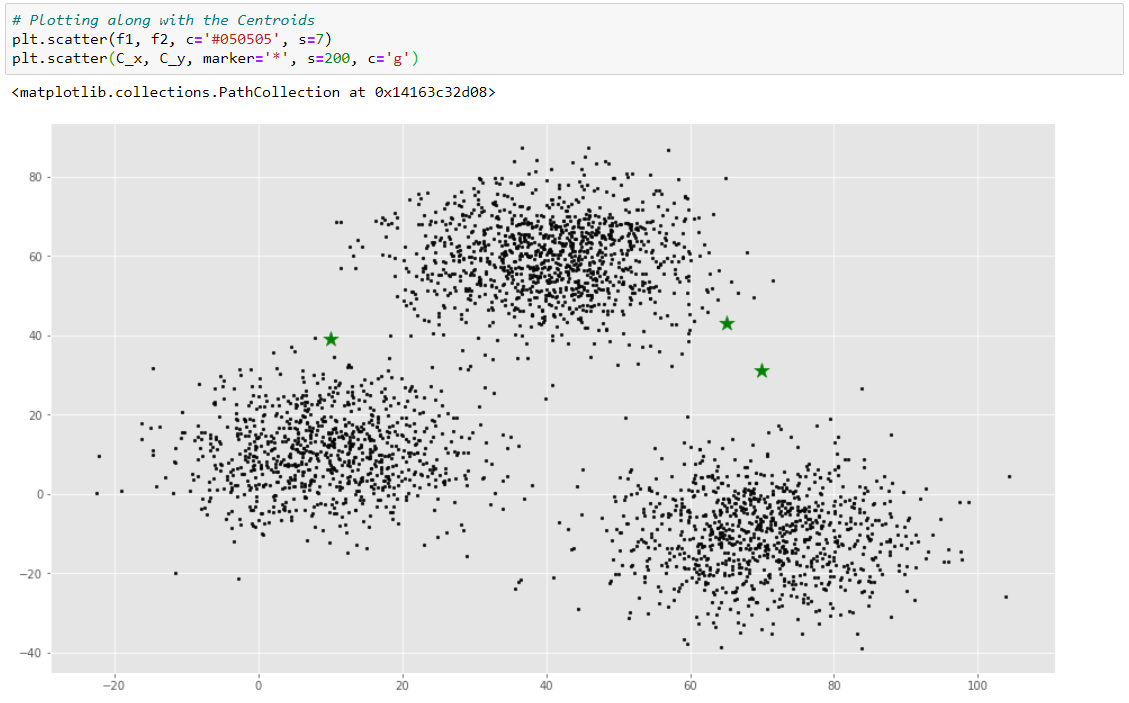 # Plotting along with the Centroids
plt.scatter(f1, f2, c='#050505', s=7)
plt.scatter(C_x, C_y, marker='*', s=200, c='g')
<matplotlib.collections.PathCollection at 0x14163c32d08>
80
60
40
20
0
−20
−40
−20 0 20 40 60 80 100